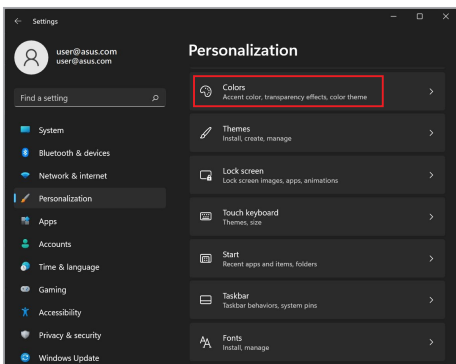 Settings
user@asus.com
user@asus.com
Find a setting
System
Bluetooth & devices
Network & internet
Personalization
Apps
Accounts
Time & language
Gaming
Accessibility
Privacy & security
Windows Update
Personalization
Colors
Accent color, transparency effects, color theme
Themes
Install, create, manage
Lock screen
Lock screen images, apps, animations
Touch keyboard
Themes, size
Start
Recent apps and items, folders
Taskbar
Taskbar behaviors, system pins
Fonts
Install, manage